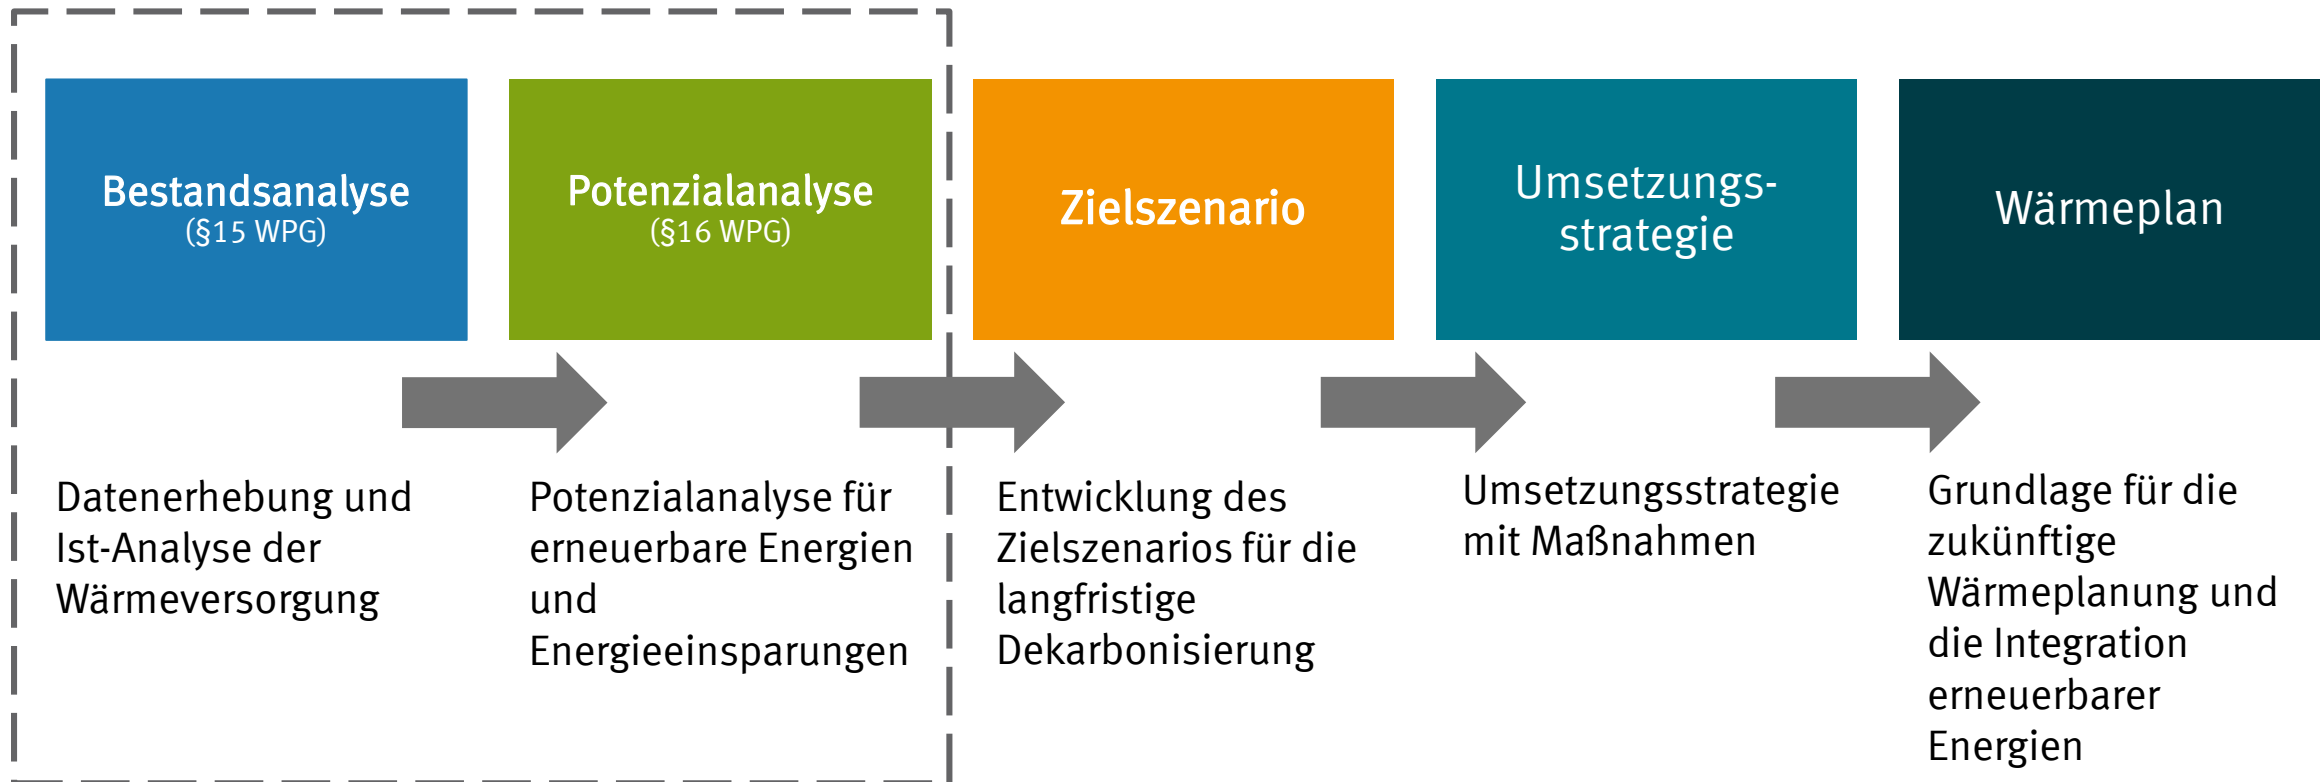 Bestandsanalyse
(§15 WPG)
Potenzialanalyse
(§16 WPG)
Zielszenario
Umsetzungs-
strategie
Wärmeplan
Datenerhebung und
Ist-Analyse der
Wärmeversorgung
Potenzialanalyse für
erneuerbare Energien
und
Energieeinsparungen
Entwicklung des
Zielszenarios für die
langfristige
Dekarbonisierung
Umsetzungsstrategie
mit Maßnahmen
Grundlage für die
zukünftige
Wärmeplanung und
die Integration
erneuerbarer
Energien